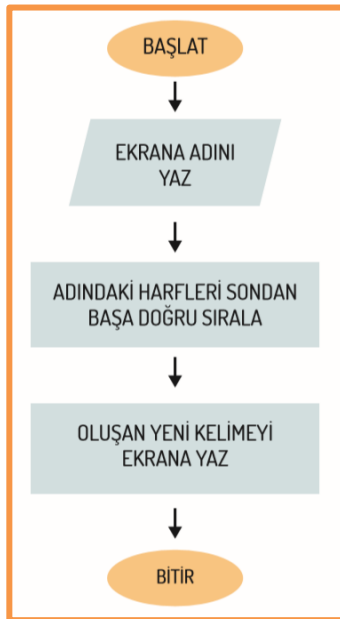 BAŞLAT
EKRANA ADINI
YAZ
ADINDAKİ HARFLERİ SONDAN
BAŞA DOĞRU SIRALA
OLUŞAN YENİ KELİMEYİ
EKRANA YAZ
BİTİR